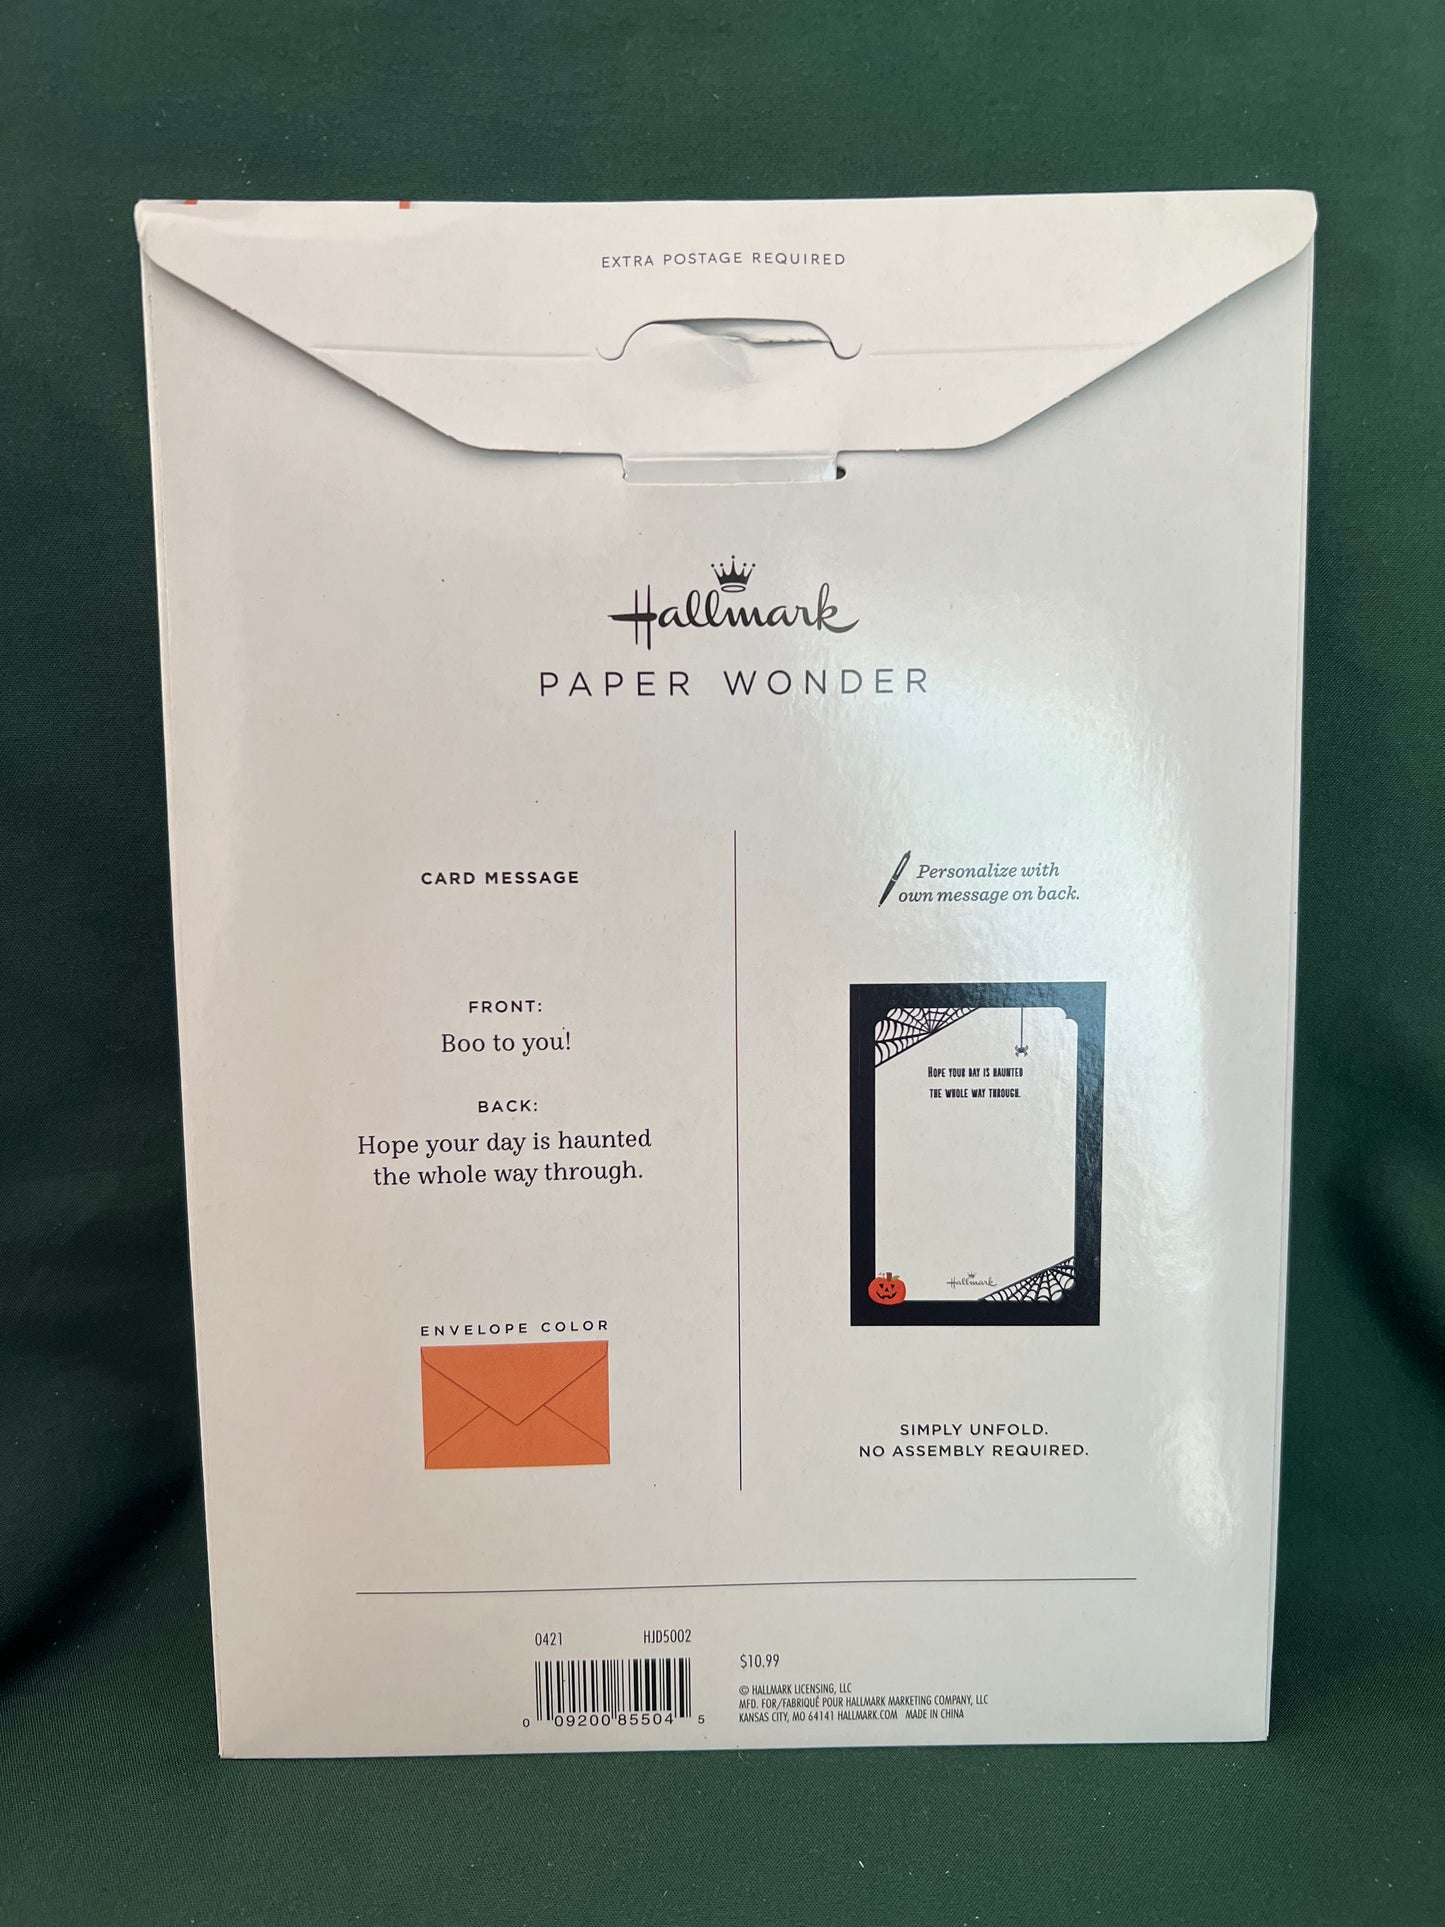 EXTRA POSTAGE REQUIRED
Hallmark
PAPER WONDER
CARD MESSAGE
FRONT:
Boo to you!
BACK:
Hope your day is haunted
the whole way through.
ENVELOPE COLOR
Personalize with
own message on back.
HOPE YOUR DAY IS HAUNTED
THE WHOLE WAY THROUGH.
Hallmark
SIMPLY UNFOLD.
NO ASSEMBLY REQUIRED.
0421 HJD5002
0 09200 85504 5
$10.99
© HALLMARK LICENSING, LLC
MFD. FOR/FABRIQUÉ POUR HALLMARK MARKETING COMPANY, LLC
KANSAS CITY, MO 64141 HALLMARK.COM MADE IN CHINA